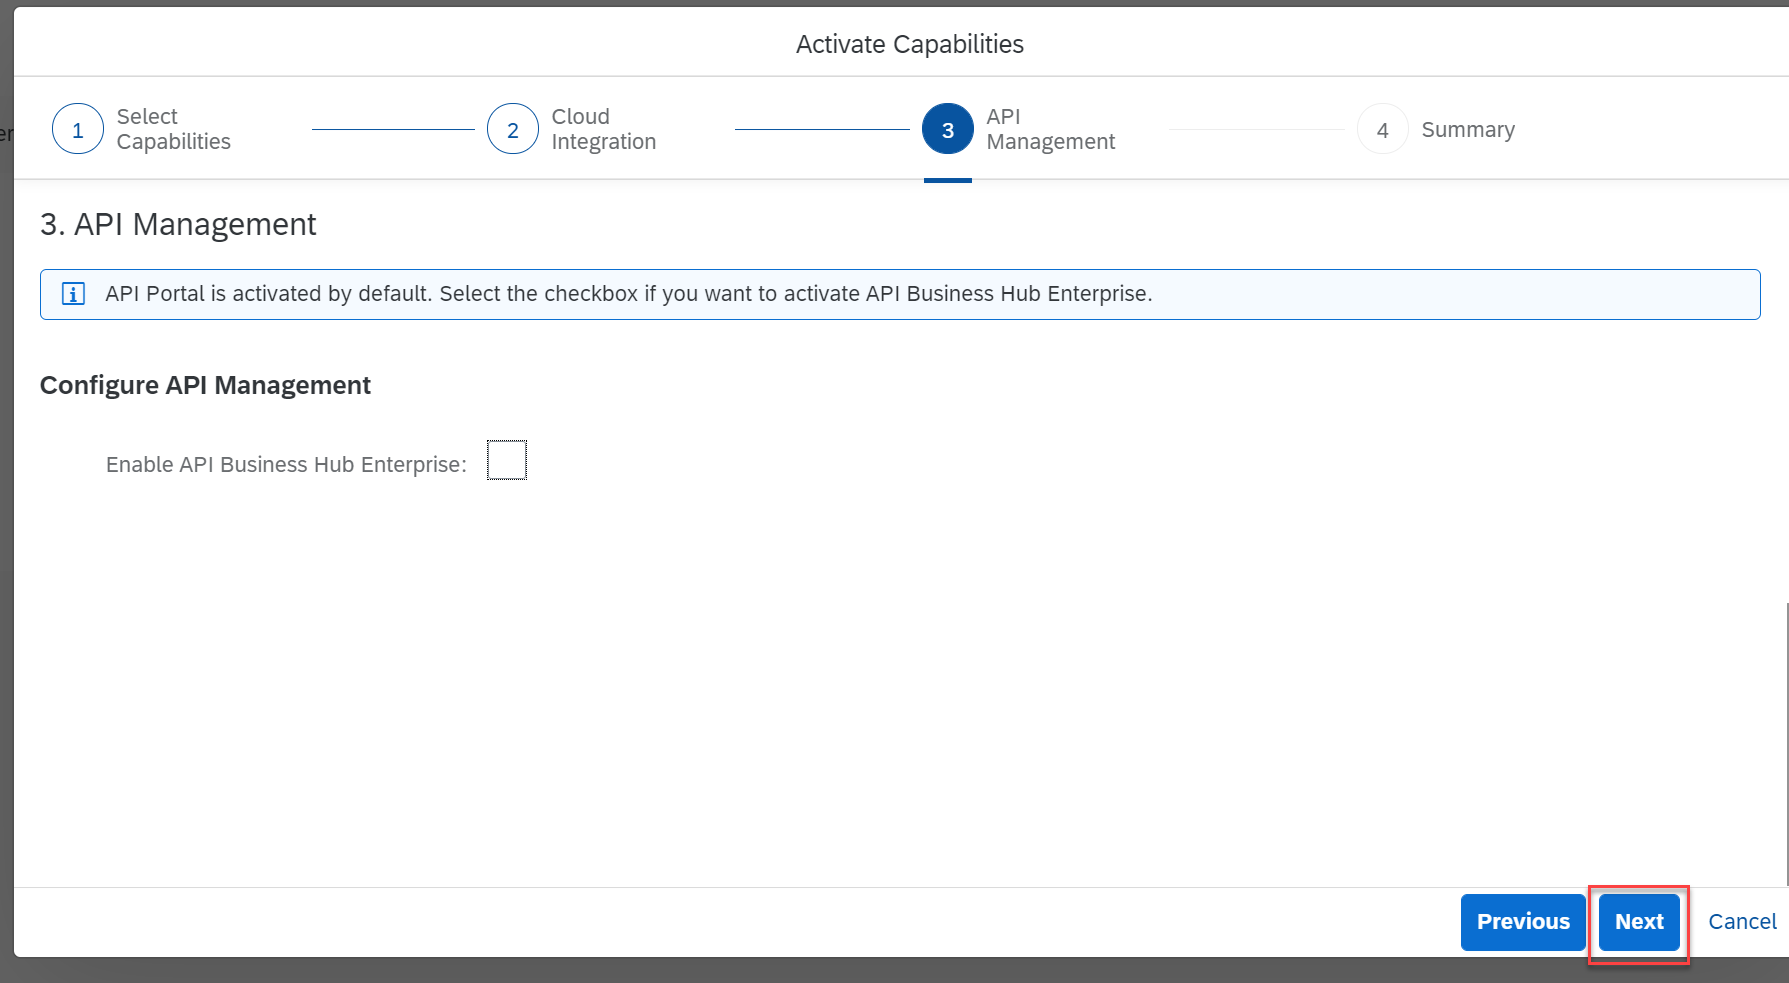 Activate Capabilities
er
1 Select Capabilities
2 Cloud Integration
3 API Management
4 Summary
3. API Management
API Portal is activated by default. Select the checkbox if you want to activate API Business Hub Enterprise.
Configure API Management
Enable API Business Hub Enterprise:
Previous Next Cancel